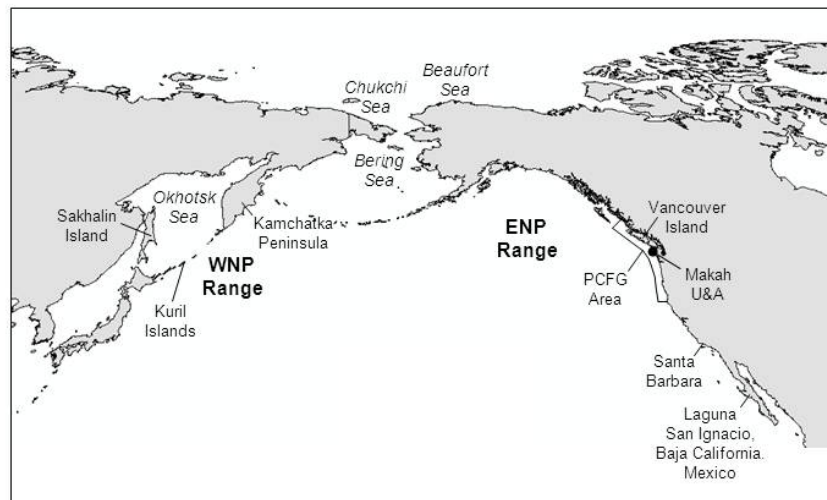 Chukchi
Sea
Beaufort
Sea
Bering
Sea
Okhotsk
Sea
Sakhalin
Island
Kamchatka
Peninsula
WNP
Range
Kuril
Islands
ENP
Range
Vancouver
Island
Makah
U&A
PCFG
Area
Santa
Barbara
Laguna
San Ignacio,
Baja California.
Mexico